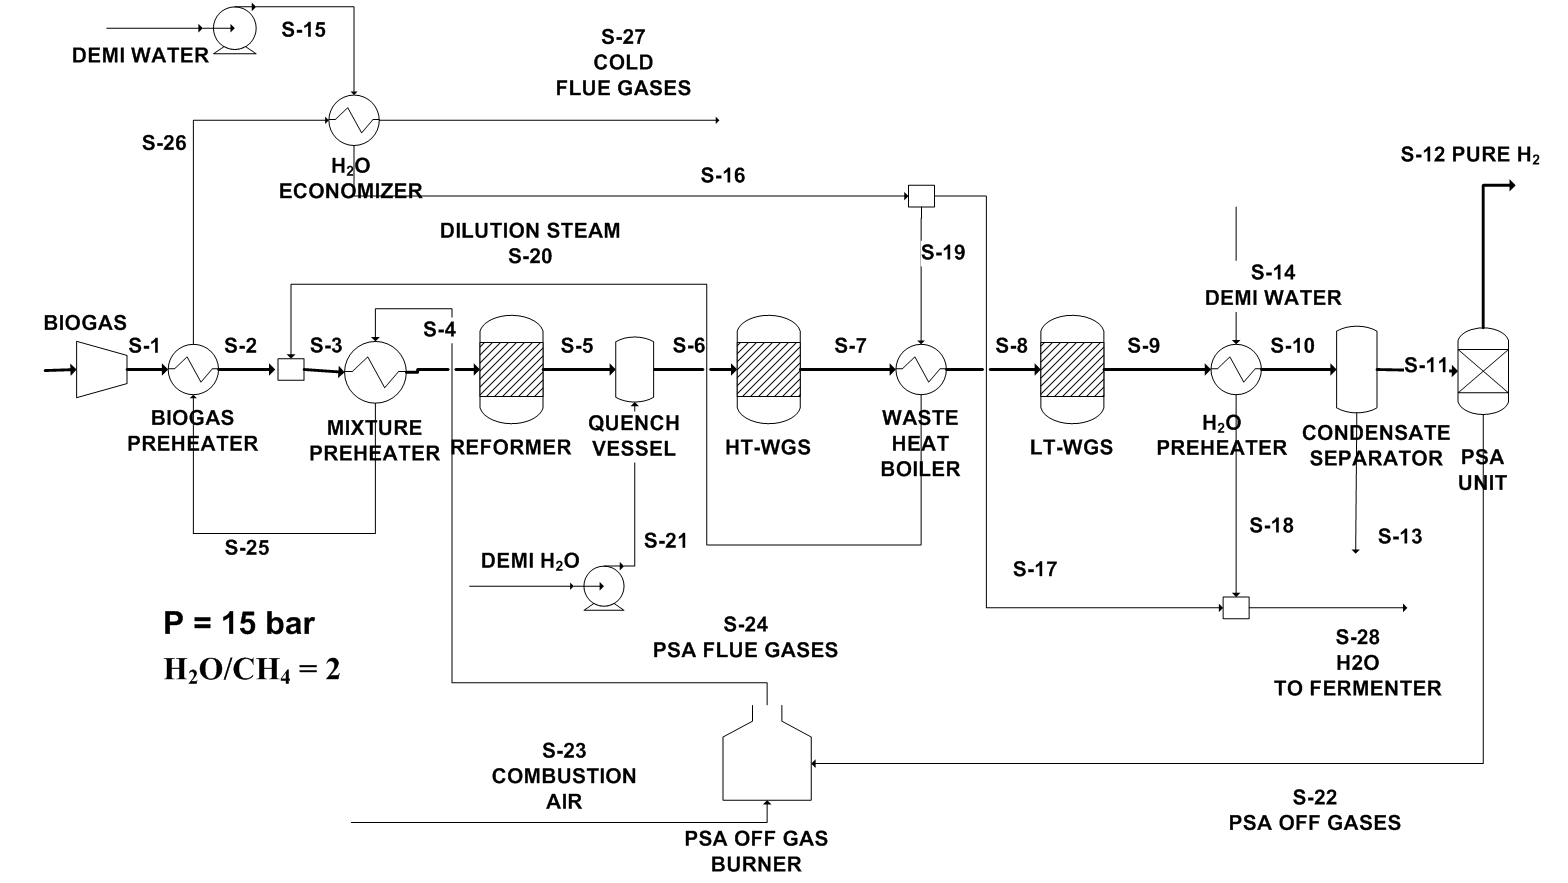 S-15
DEMI WATER
S-27
COLD
FLUE GASES
S-26
H₂O
ECONOMIZER
S-16
S-12 PURE H₂
DILUTION STEAM
S-20
S-19
S-14
DEMI WATER
BIOGAS
S-1
S-2
S-3
S-4
S-5
S-6
S-7
S-8
S-9
S-10
S-11
BIOGAS
PREHEATER
MIXTURE
PREHEATER
REFORMER
QUENCH
VESSEL
HT-WGS
WASTE
HEAT
BOILER
LT-WGS
H₂O
PREHEATER
CONDENSATE
SEPARATOR
PSA
UNIT
S-25
DEMI H₂O
S-21
S-17
S-18
S-13
P = 15 bar
H₂O/CH₄ = 2
S-24
PSA FLUE GASES
S-28
H2O
TO FERMENTER
S-23
COMBUSTION
AIR
S-22
PSA OFF GASES
PSA OFF GAS
BURNER